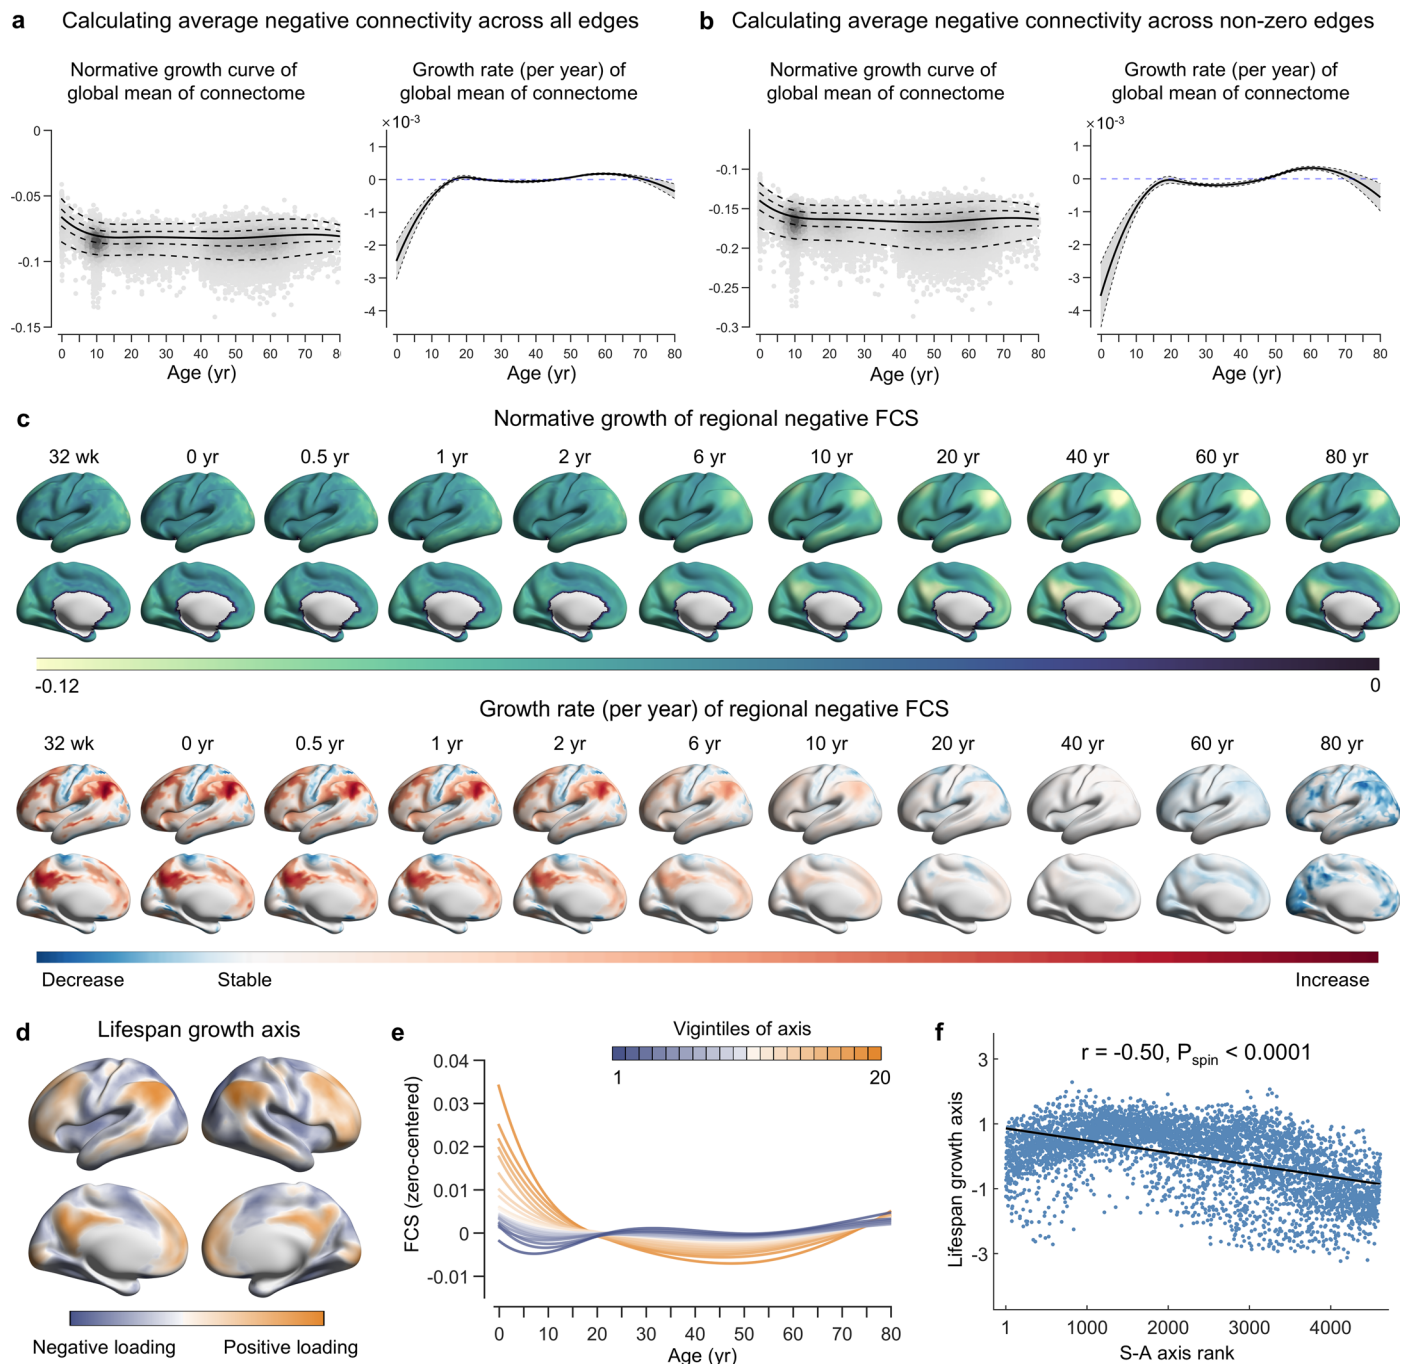 a Calculating average negative connectivity across all edges
Normative growth curve of
global mean of connectome
0
-0.05
-0.1
-0.15
0 10 20 30 40 50 60 70 8
Age (yr)
Growth rate (per year) of
global mean of connectome
×10-3
1
0
-1
-2
-3
-4
0 10 20 30 40 50 60 70 80
Age (yr)
b Calculating average negative connectivity across non-zero edges
Normative growth curve of
global mean of connectome
-0.1
-0.15
-0.2
-0.25
-0.3
0 10 20 30 40 50 60 70 80
Age (yr)
Growth rate (per year) of
global mean of connectome
×10-3
1
0
-1
-2
-3
-4
0 10 20 30 40 50 60 70 80
Age (yr)
c Normative growth of regional negative FCS
32 wk 0 yr 0.5 yr 1 yr 2 yr 6 yr 10 yr 20 yr 40 yr 60 yr 80 yr
-0.12 0
Growth rate (per year) of regional negative FCS
32 wk 0 yr 0.5 yr 1 yr 2 yr 6 yr 10 yr 20 yr 40 yr 60 yr 80 yr
Decrease Stable Increase
d Lifespan growth axis
Negative loading Positive loading
e Vigintiles of axis
1 20
FCS (zero-centered)
0.04
0.03
0.02
0.01
0
-0.01
0 10 20 30 40 50 60 70 80
Age (yr)
f
r = -0.50, Pspin < 0.0001
Lifespan growth axis
3
1
-1
-3
1 1000 2000 3000 4000
S-A axis rank